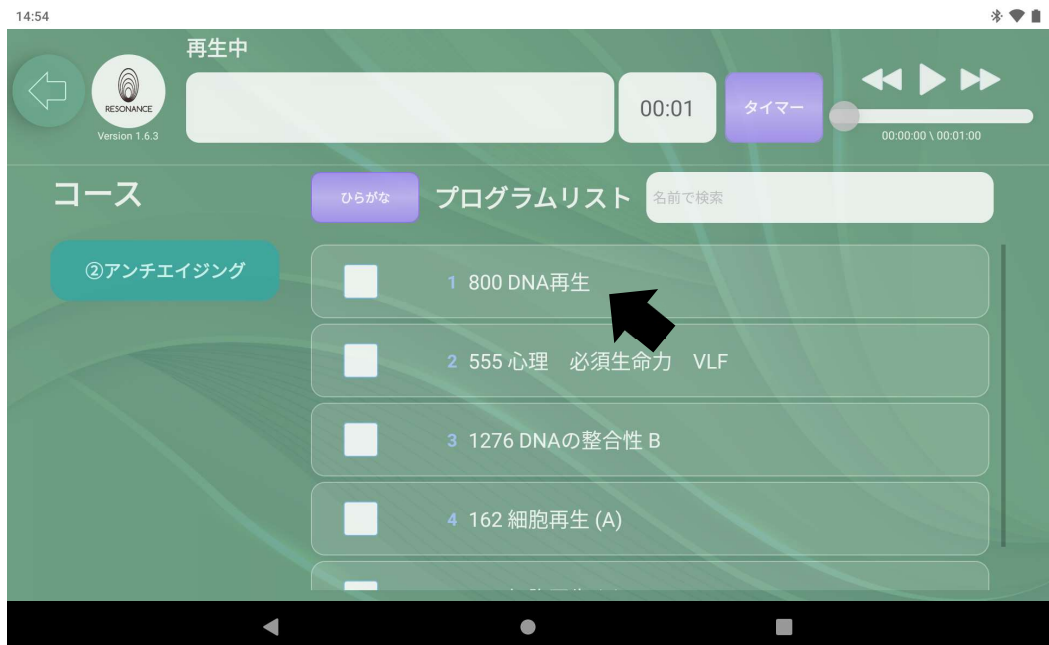 14:54
再生中
RESONANCE
Version 1.6.3
00:01
タイマー
00:00:00 \ 00:01:00
コース
ひらがな
プログラムリスト
名前で検索
②アンチエイジング
1 800 DNA再生
2 555 心理　必須生命力　VLF
3 1276 DNAの整合性 B
4 162 細胞再生 (A)